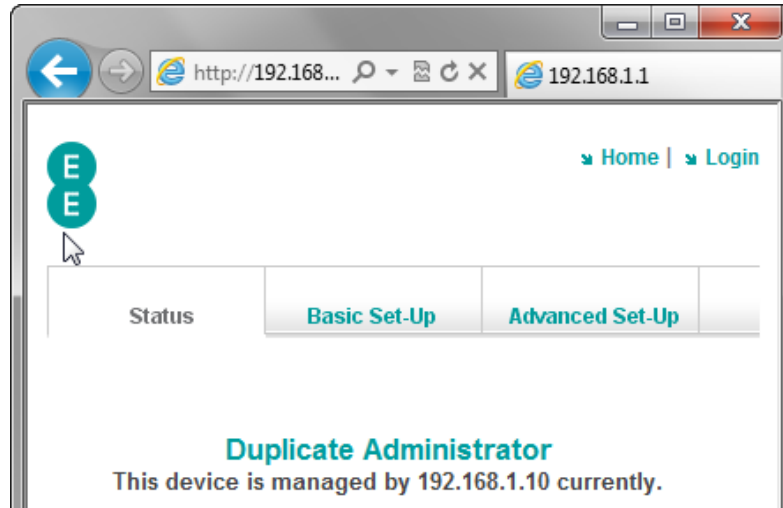 http://192.168...
192.168.1.1
Home | Login
E
E
Status Basic Set-Up Advanced Set-Up
Duplicate Administrator
This device is managed by 192.168.1.10 currently.